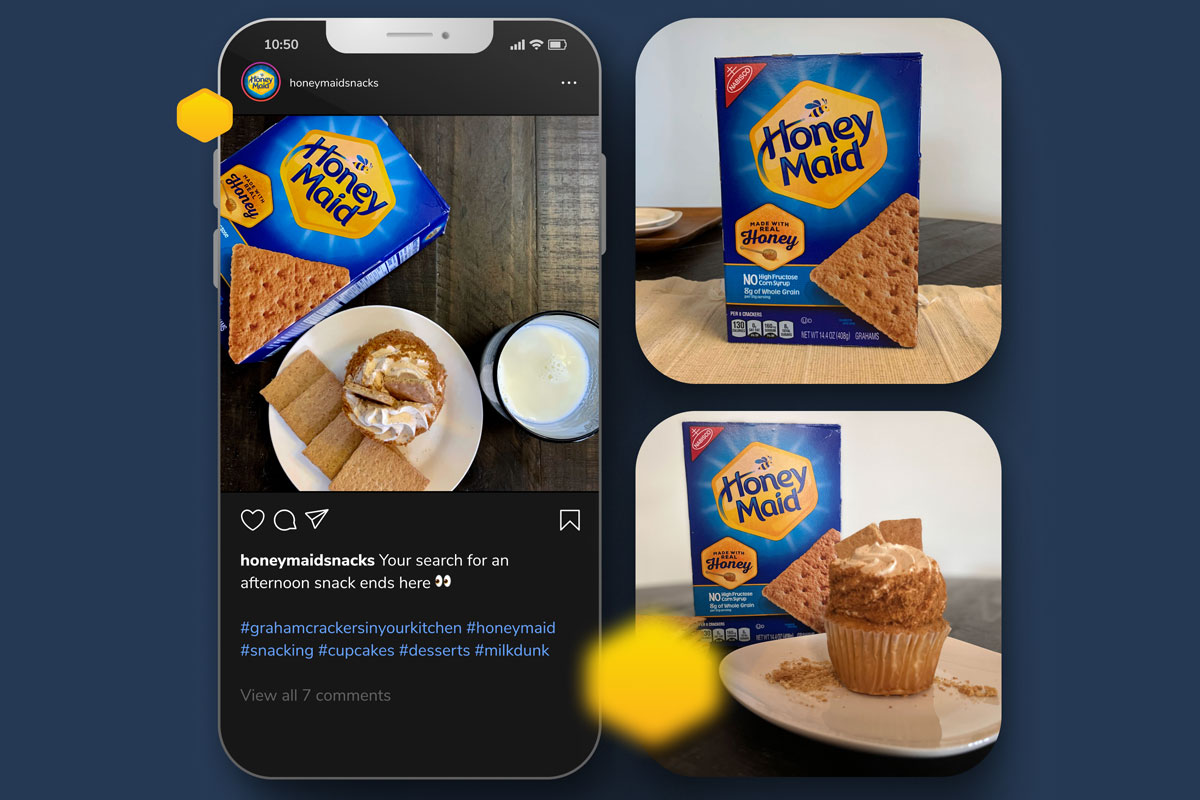 10:50
honeymaidsnacks
Honey
Maid
MADE WITH
REAL
Honey
Honey
Maid
honeymaidsnacks Your search for an
afternoon snack ends here 👀
#grahamcrackersinyourkitchen #honeymaid
#snacking #cupcakes #desserts #milkdunk
View all 7 comments
NABISCO
Honey
Maid
MADE WITH
REAL
Honey
NO High Fructose
Corn Syrup
8g of Whole Grain
per 31g serving
PER 8 CRACKERS
130
160
NET WT 14.4 OZ (408g) GRAHAMS
NABISCO
Honey
Maid
MADE WITH
REAL
Honey
NO High Fructose
Corn Syrup
8g of Whole Grain
NET WT 14.4 OZ (408g)